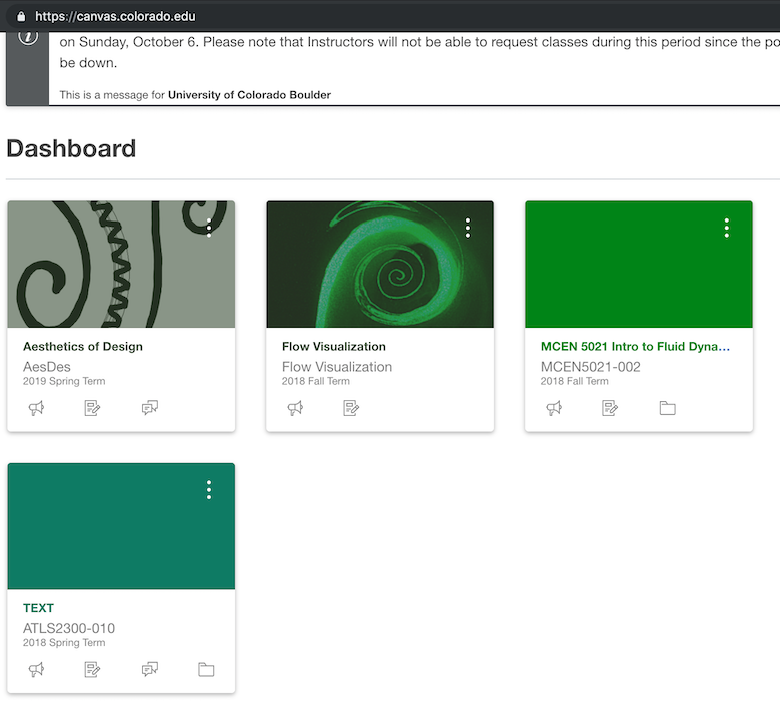 https://canvas.colorado.edu
on Sunday, October 6. Please note that Instructors will not be able to request classes during this period since the po
be down.
This is a message for University of Colorado Boulder
Dashboard
Aesthetics of Design
AesDes
2019 Spring Term
Flow Visualization
Flow Visualization
2018 Fall Term
MCEN 5021 Intro to Fluid Dyna...
MCEN5021-002
2018 Fall Term
TEXT
ATLS2300-010
2018 Spring Term